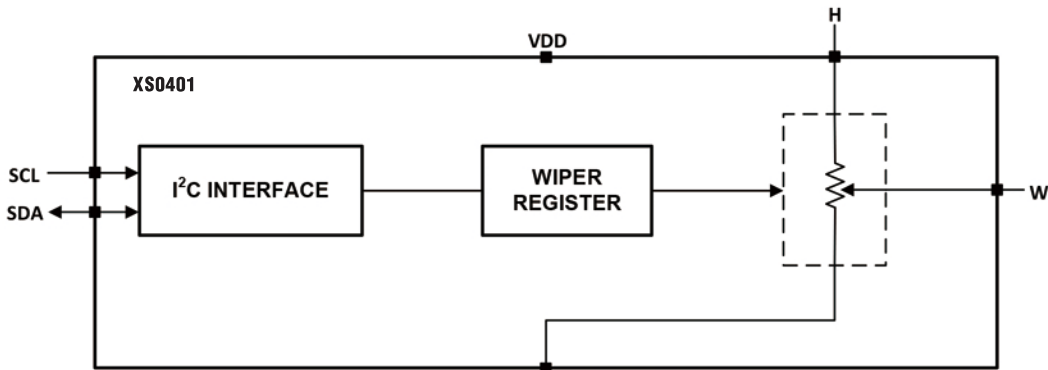 H
VDD
XS0401
SCL
SDA
I²C INTERFACE
WIPER
REGISTER
W